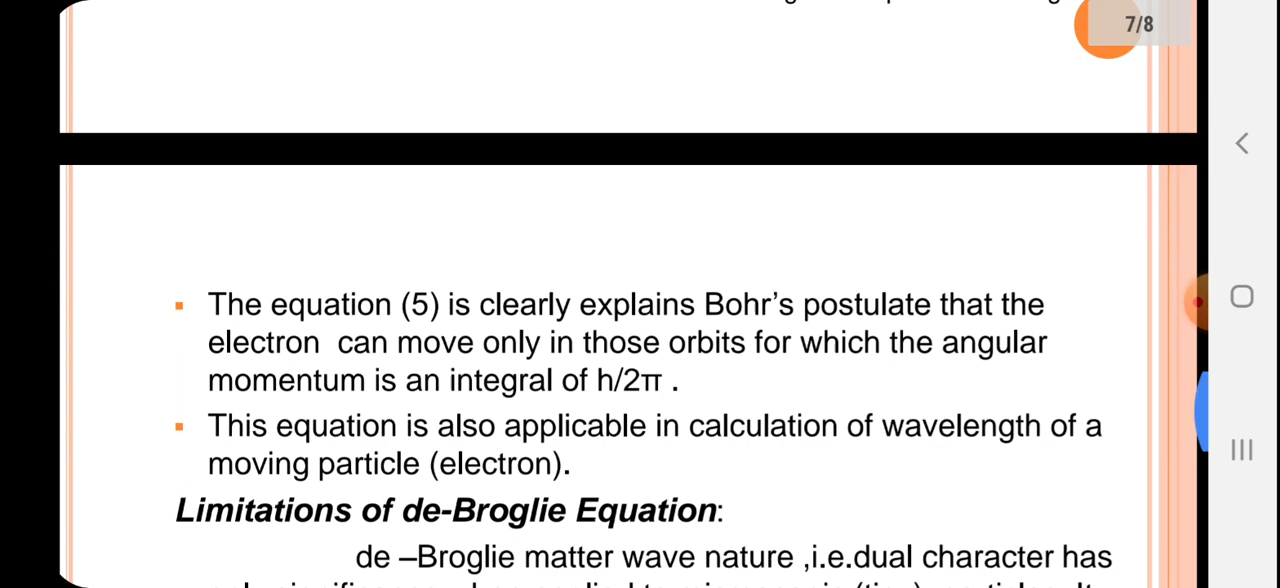 7/8
▪ The equation (5) is clearly explains Bohr’s postulate that the
electron can move only in those orbits for which the angular
momentum is an integral of h/2π .
▪ This equation is also applicable in calculation of wavelength of a
moving particle (electron).
Limitations of de-Broglie Equation:
de –Broglie matter wave nature ,i.e.dual character has